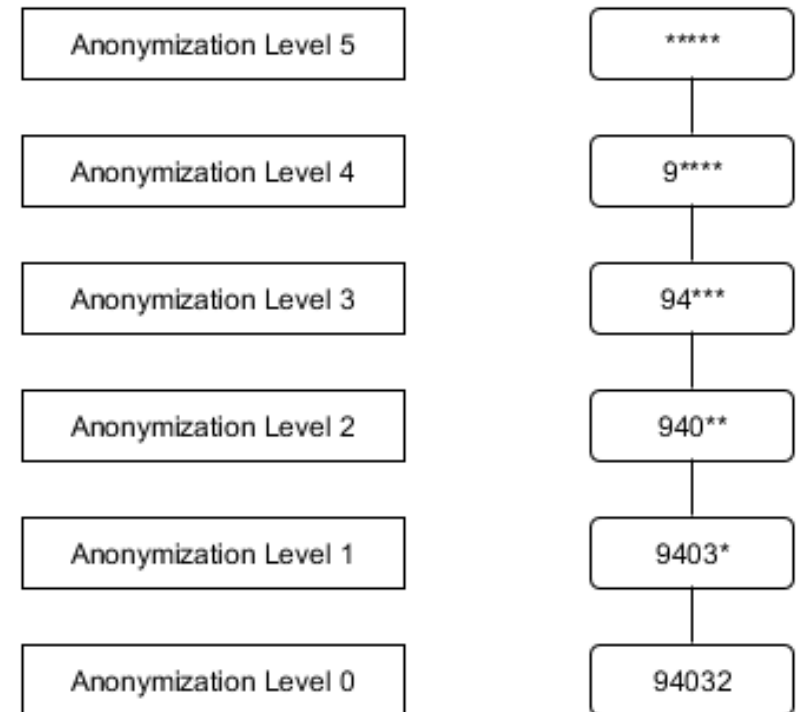 Anonymization Level 5 *****
Anonymization Level 4 9****
Anonymization Level 3 94***
Anonymization Level 2 940**
Anonymization Level 1 9403*
Anonymization Level 0 94032